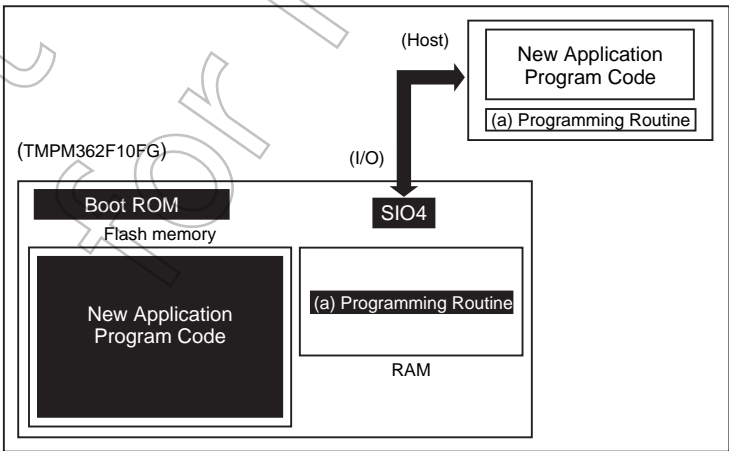 (Host)
New Application
Program Code
(a) Programming Routine
(TMPM362F10FG)
(I/O)
Boot ROM
SIO4
Flash memory
New Application
Program Code
(a) Programming Routine
RAM
for